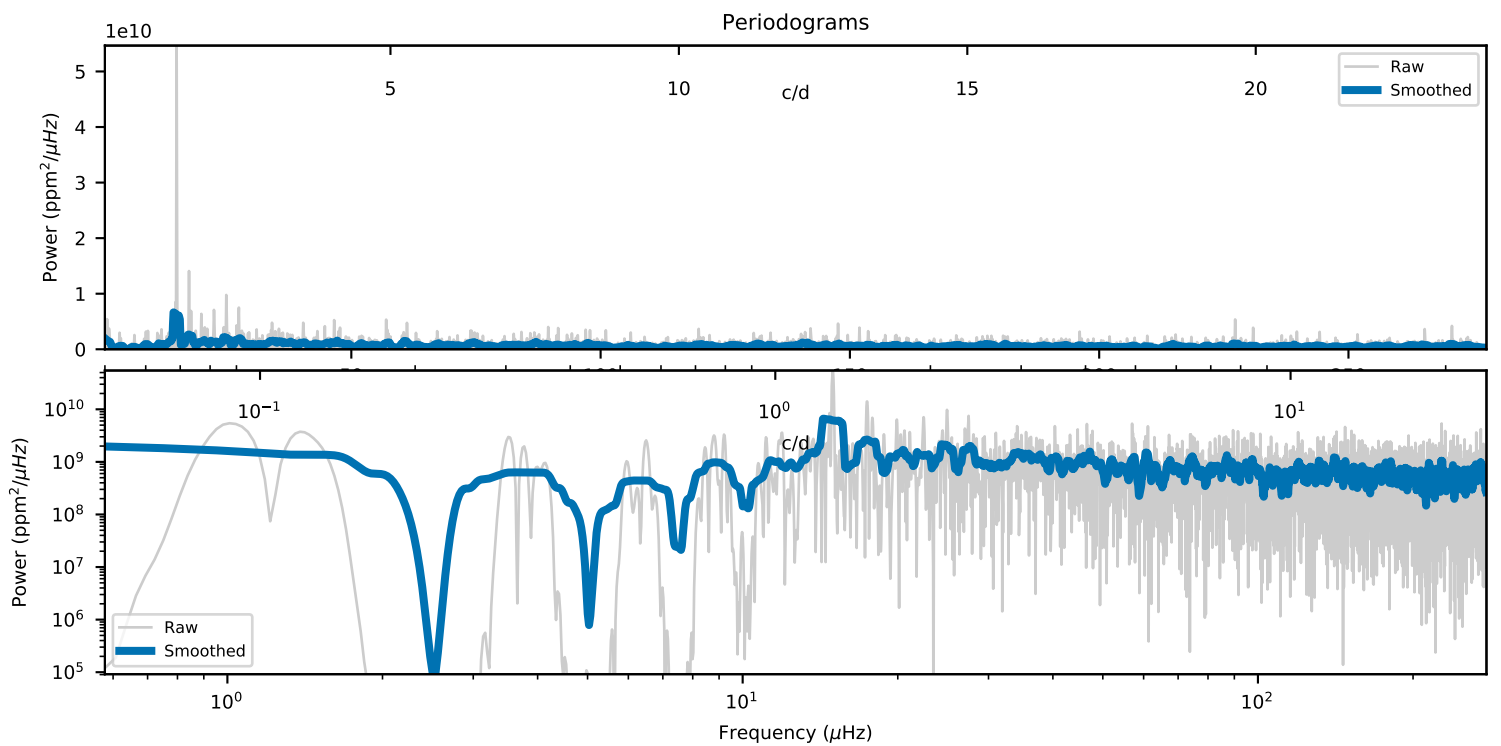 Periodograms
1e10
5
10
15
20
c/d
Raw
Smoothed
Power (ppm²/μHz)
5
4
3
2
1
0
10⁻¹
10⁰
10¹
c/d
Power (ppm²/μHz)
10¹⁰
10⁹
10⁸
10⁷
10⁶
10⁵
Raw
Smoothed
10⁰
10¹
10²
Frequency (μHz)